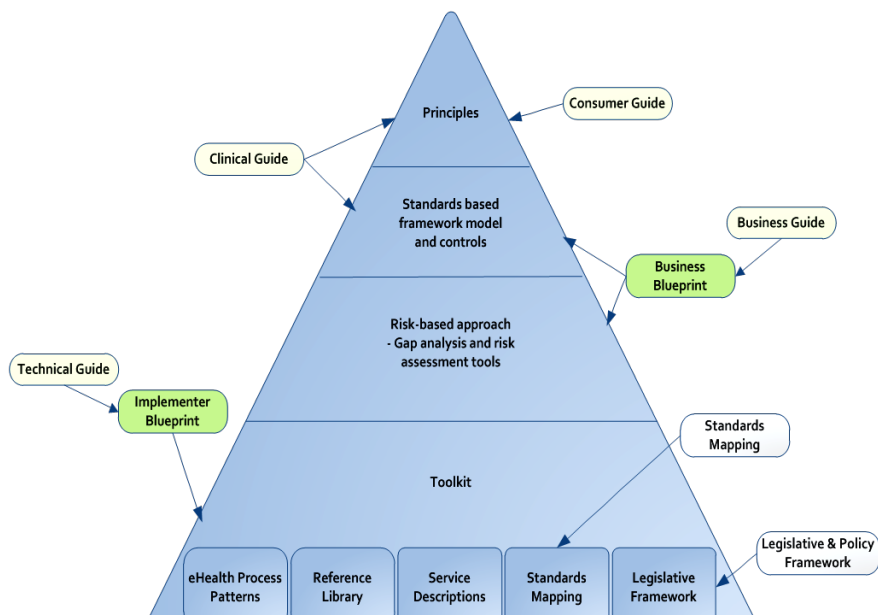 Principles
Consumer Guide
Clinical Guide
Standards based
framework model
and controls
Business Guide
Business
Blueprint
Risk-based approach
- Gap analysis and risk
assessment tools
Technical Guide
Implementer
Blueprint
Standards
Mapping
Toolkit
Legislative & Policy
Framework
eHealth Process
Patterns
Reference
Library
Service
Descriptions
Standards
Mapping
Legislative
Framework